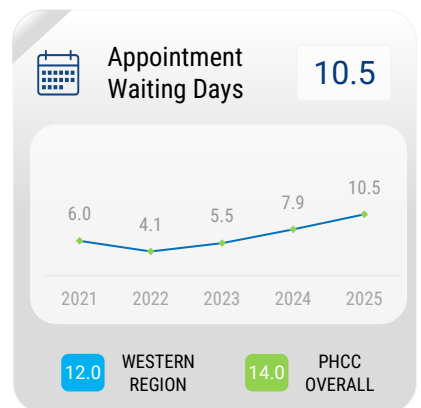 Appointment
Waiting Days
10.5
6.0
4.1
5.5
7.9
10.5
2021 2022 2023 2024 2025
12.0
WESTERN
REGION
14.0
PHCC
OVERALL